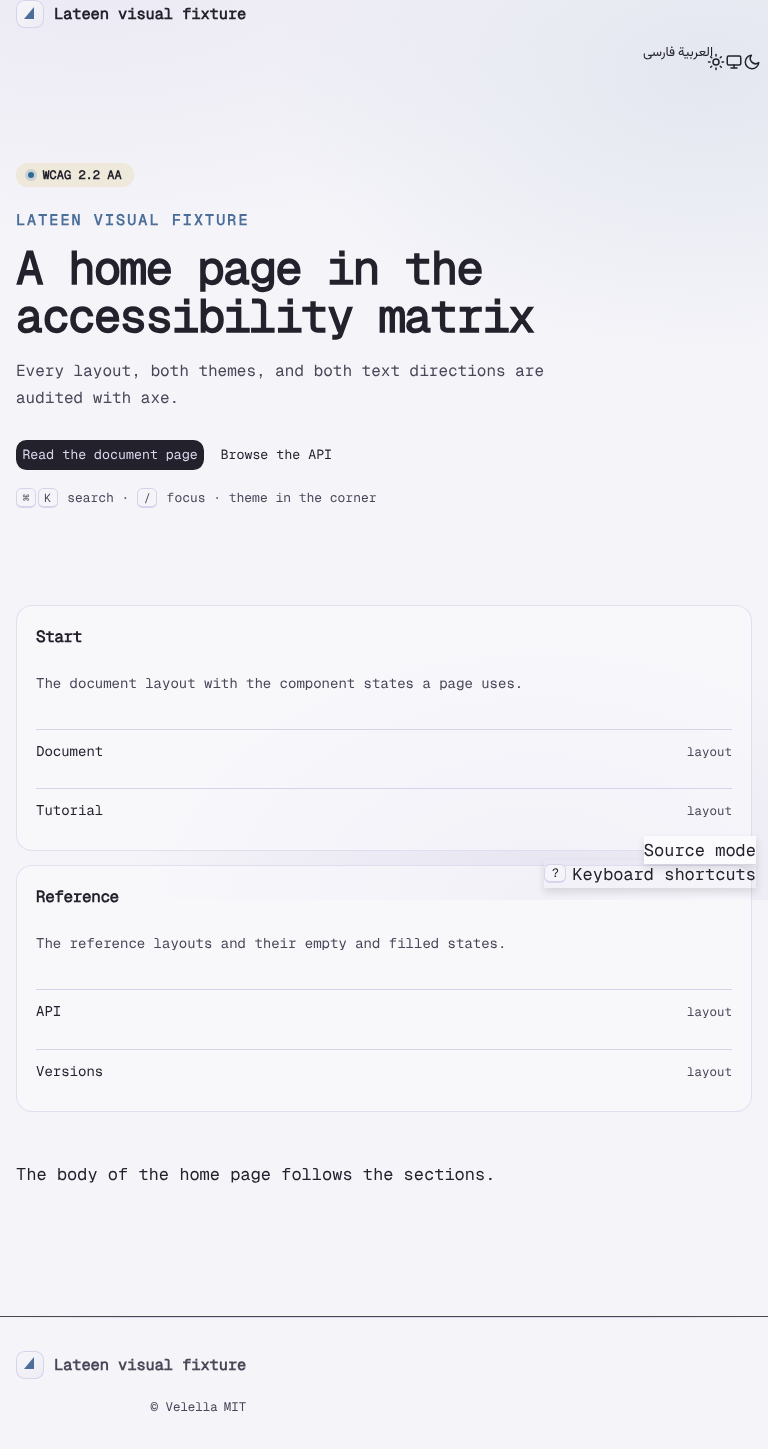 Lateen visual fixture
العربية فارسی
WCAG 2.2 AA
LATEEN VISUAL FIXTURE
A home page in the
accessibility matrix
Every layout, both themes, and both text directions are
audited with axe.
Read the document page Browse the API
⌘ K search · / focus · theme in the corner
Start
The document layout with the component states a page uses.
Document layout
Tutorial layout
Source mode
? Keyboard shortcuts
Reference
The reference layouts and their empty and filled states.
API layout
Versions layout
The body of the home page follows the sections.
Lateen visual fixture
© Velella MIT